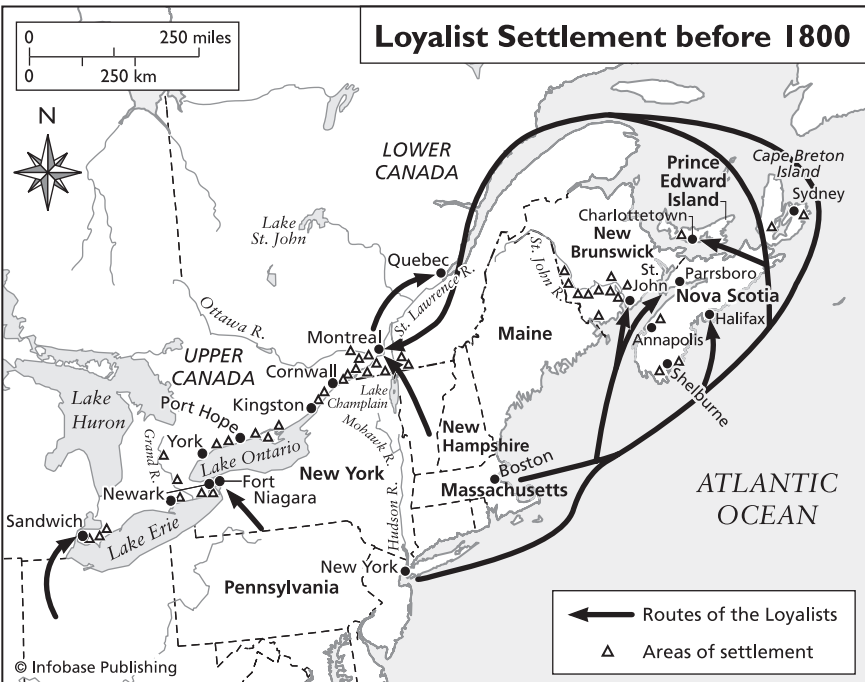 Loyalist Settlement before 1800
0 250 miles
0 250 km
N
LOWER
CANADA
Cape Breton
Island
Prince
Edward
Island
Sydney
Charlottetown
New
Brunswick
Lake
St. John
Quebec
St. John R.
St.
John
Parrsboro
Nova Scotia
Halifax
Annapolis
Shelburne
St. Lawrence R.
Ottawa R.
Montreal
Maine
UPPER
CANADA
Cornwall
Lake
Champlain
Kingston
Lake
Huron
Port Hope
Mohawk R.
New
Hampshire
Grand R.
York
Lake Ontario
New York
Boston
Massachusetts
ATLANTIC
OCEAN
Newark
Fort
Niagara
Hudson R.
Sandwich
Lake Erie
New York
Pennsylvania
Routes of the Loyalists
Areas of settlement
© Infobase Publishing